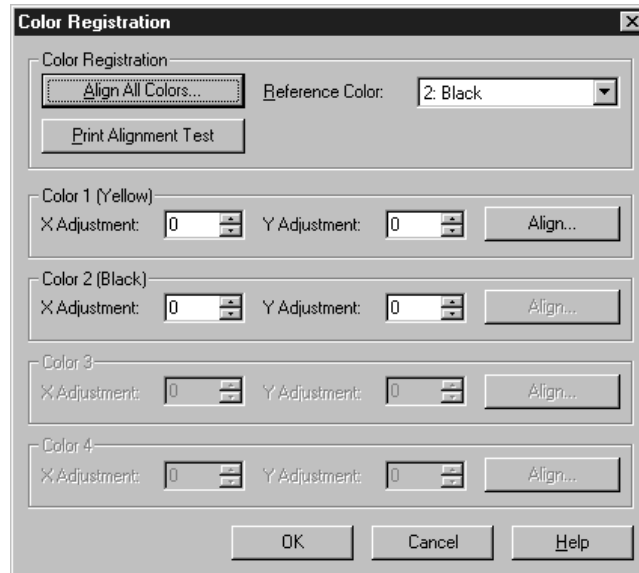 Color Registration
Color Registration
Align All Colors... Reference Color: 2: Black
Print Alignment Test
Color 1 (Yellow)
X Adjustment: 0 Y Adjustment: 0 Align...
Color 2 (Black)
X Adjustment: 0 Y Adjustment: 0 Align...
Color 3
X Adjustment: 0 Y Adjustment: 0 Align...
Color 4
X Adjustment: 0 Y Adjustment: 0 Align...
OK Cancel Help